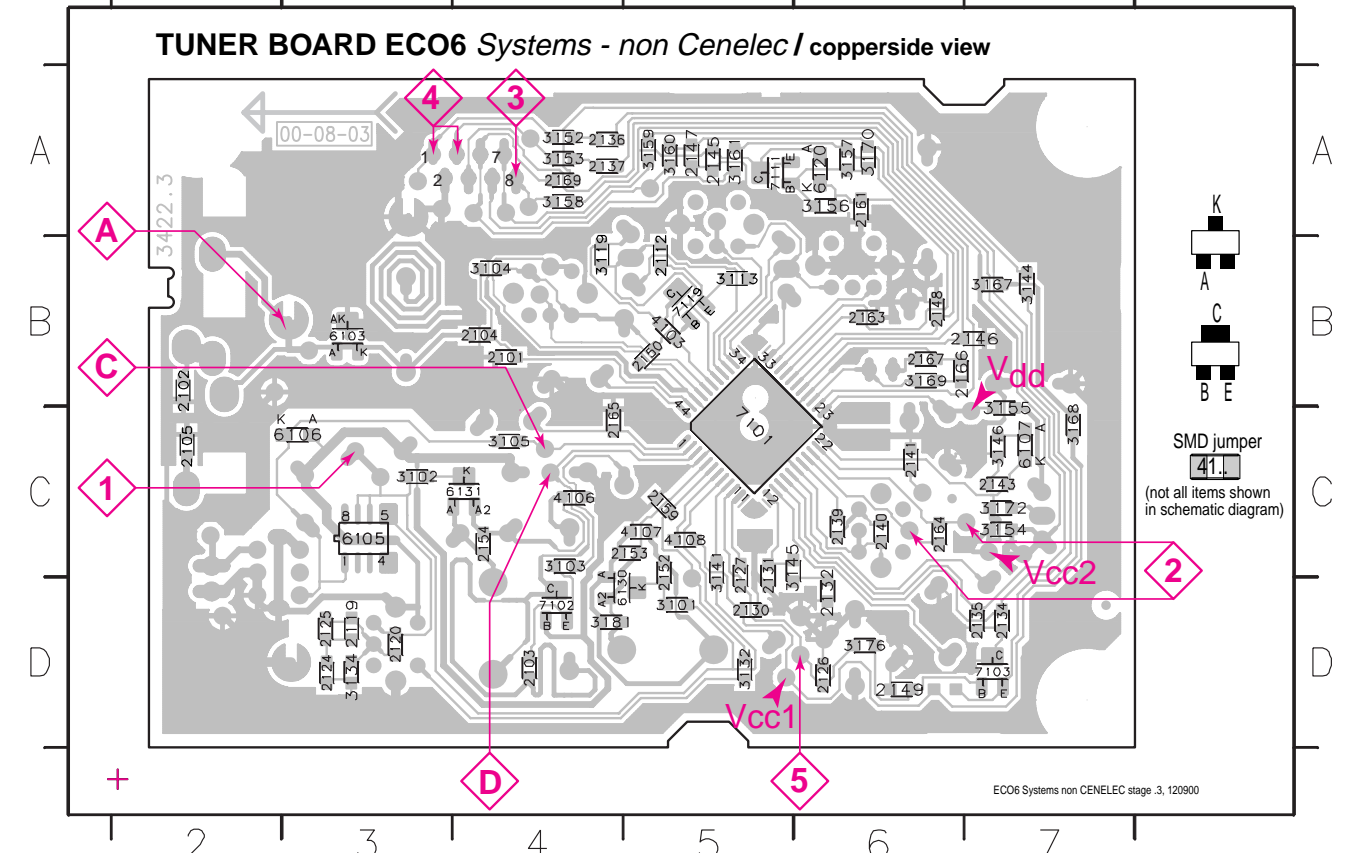 TUNER BOARD ECO6 Systems - non Cenelec / copperside view
4 3
00-08-03
3422.3
A A
1 7
2 8
3152 2136
3153 2137
2169
3158
3159 3160 2147 2145 3161
C 7111 E B
A 6120 K
3157 3170
3156 2161
A
K
A
C
B E
3104 3119 2112 3113
C 7119 B E
4103
2150
2163 2148
3167 3144
2146
B B
AK
6103
A K
2104
2101
C
2102
2167 2166
3169
Vdd
34 33
44 23
7101
1 22
11 12
3155
3168
2165
K A
6106
2105
3105
3146 6107 A K
2141
SMD jumper
41..
(not all items shown
in schematic diagram)
1
3102
K
6131
A A2
C C
4106
2159
2143
3172
3154
8 5
6105
1 4
2154
4107 4108
2153
2139 2140 2164
Vcc2
2
3103
A2 6130 A K
2152
3141 2127 2131 3145
2132
3101
2130
C
7102
B E
3181
2125 2119
2120
2124 3134
2103
3132
2126
3176
2149
2135 2134
C
7103
B E
D D
Vcc1
D 5
ECO6 Systems non CENELEC stage .3, 120900
2 3 4 5 6 7